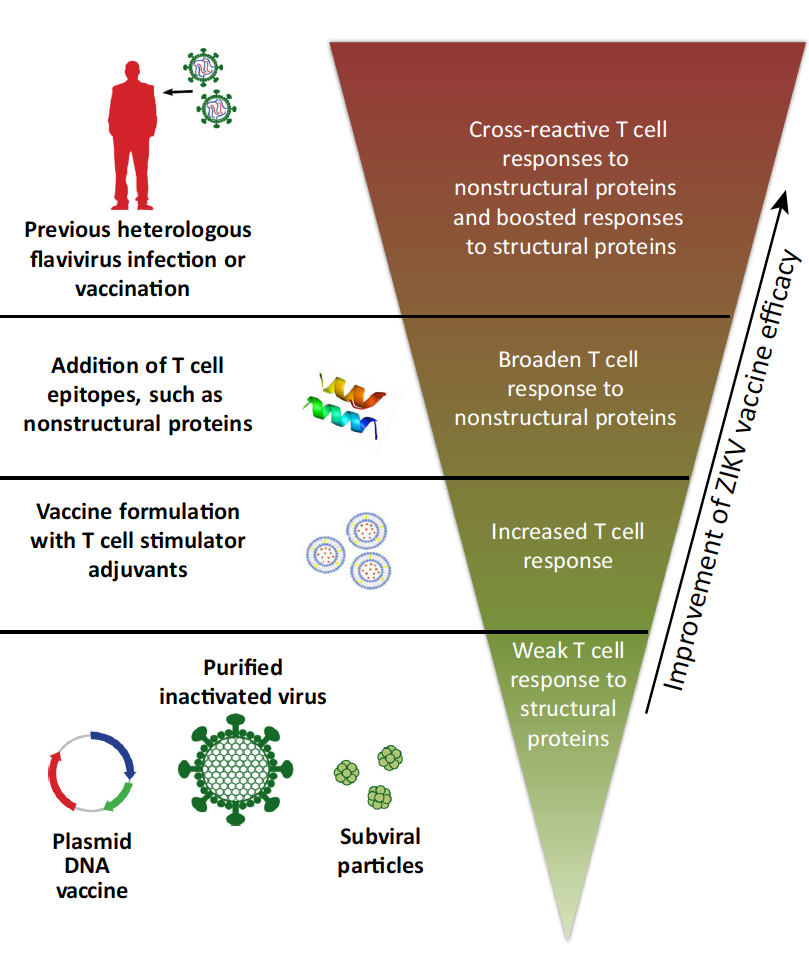 Previous heterologous
flavivirus infection or
vaccination
Cross-reactive T cell
responses to
nonstructural proteins
and boosted responses
to structural proteins
Addition of T cell
epitopes, such as
nonstructural proteins
Broaden T cell
response to
nonstructural proteins
Vaccine formulation
with T cell stimulator
adjuvants
Increased T cell
response
Purified
inactivated virus
Plasmid
DNA
vaccine
Subviral
particles
Weak T cell
response to
structural
proteins
Improvement of ZIKV vaccine efficacy